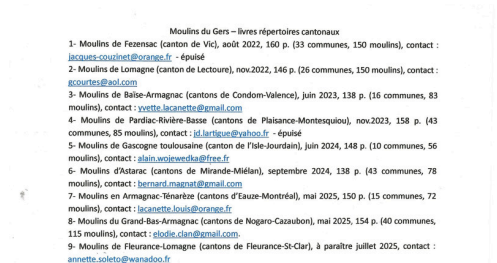 Moulins du Gers – livres répertoires cantonaux
1- Moulins de Fezensac (canton de Vic), août 2022, 160 p. (33 communes, 150 moulins), contact :
jacques-couzinet@orange.fr - épuisé
2- Moulins de Lomagne (canton de Lectoure), nov.2022, 146 p. (26 communes, 150 moulins), contact :
gcourtes@aol.com
3- Moulins de Baïse-Armagnac (cantons de Condom-Valence), juin 2023, 138 p. (16 communes, 83
moulins), contact : yvette.lacanette@gmail.com
4- Moulins de Pardiac-Rivière-Basse (cantons de Plaisance-Montesquiou), nov.2023, 158 p. (43
communes, 85 moulins), contact : jd.lartigue@yahoo.fr - épuisé
5- Moulins de Gascogne toulousaine (canton de l'Isle-Jourdain), juin 2024, 148 p. (10 communes, 56
moulins), contact : alain.wojewedka@free.fr
6- Moulins d'Astarac (cantons de Mirande-Miélan), septembre 2024, 138 p. (43 communes, 78
moulins), contact : bernard.magnat@gmail.com
7- Moulins en Armagnac-Ténarèze (cantons d'Eauze-Montréal), mai 2025, 150 p. (15 communes, 72
moulins), contact : lacanette.louis@orange.fr
8- Moulins du Grand-Bas-Armagnac (cantons de Nogaro-Cazaubon), mai 2025, 154 p. (40 communes,
115 moulins), contact : elodie.clan@gmail.com.
9- Moulins de Fleurance-Lomagne (cantons de Fleurance-St-Clar), à paraître juillet 2025, contact :
annette.soleto@wanadoo.fr